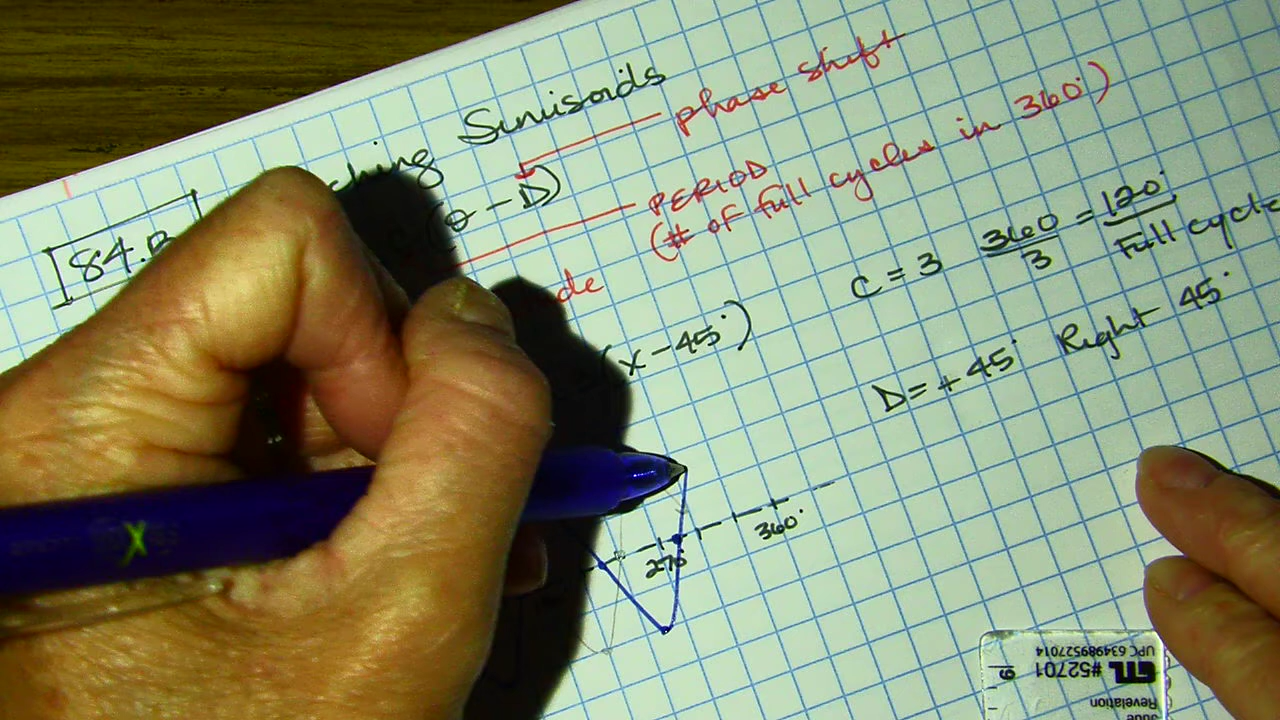 84.B
Sinusoids
phase shift
(θ - D)
PERIOD
(# of full cycles in 360°)
de
C = 3 360/3 = 120°/Full cycle
(x - 45°)
D = + 45° Right 45°
270
360°
CTL #52701
UPC 634989527014
Revelation